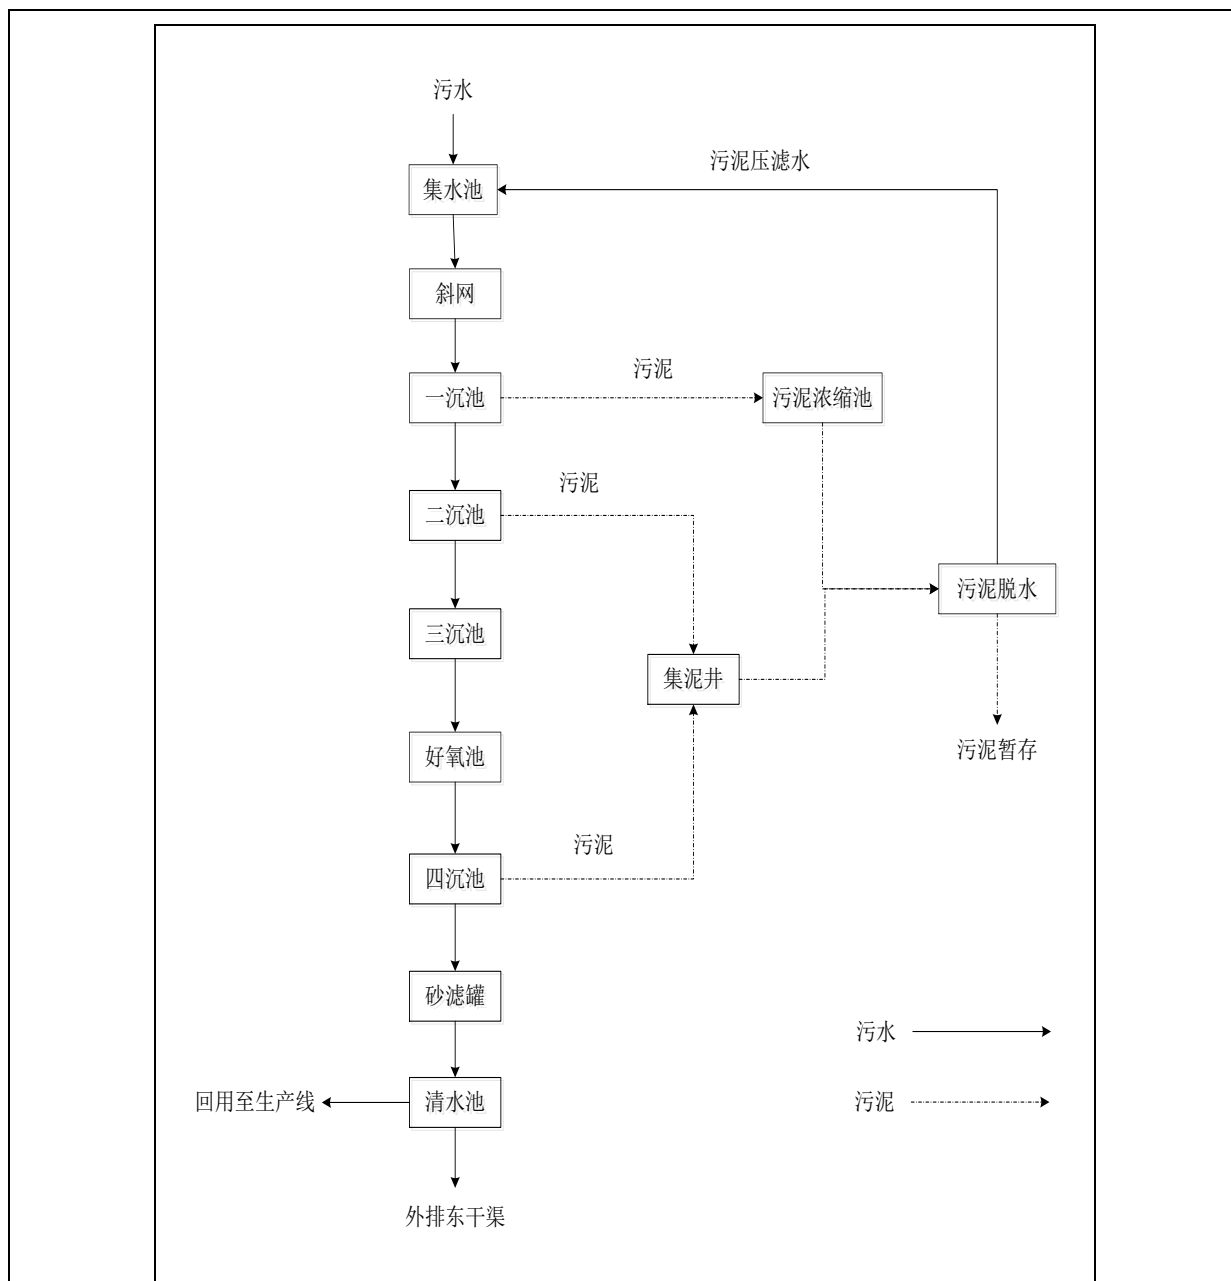 污水
污泥压滤水
集水池
斜网
污泥
一沉池
污泥浓缩池
污泥
二沉池
污泥脱水
三沉池
集泥井
好氧池
污泥暂存
污泥
四沉池
砂滤罐
污水
回用至生产线
清水池
污泥
外排东干渠